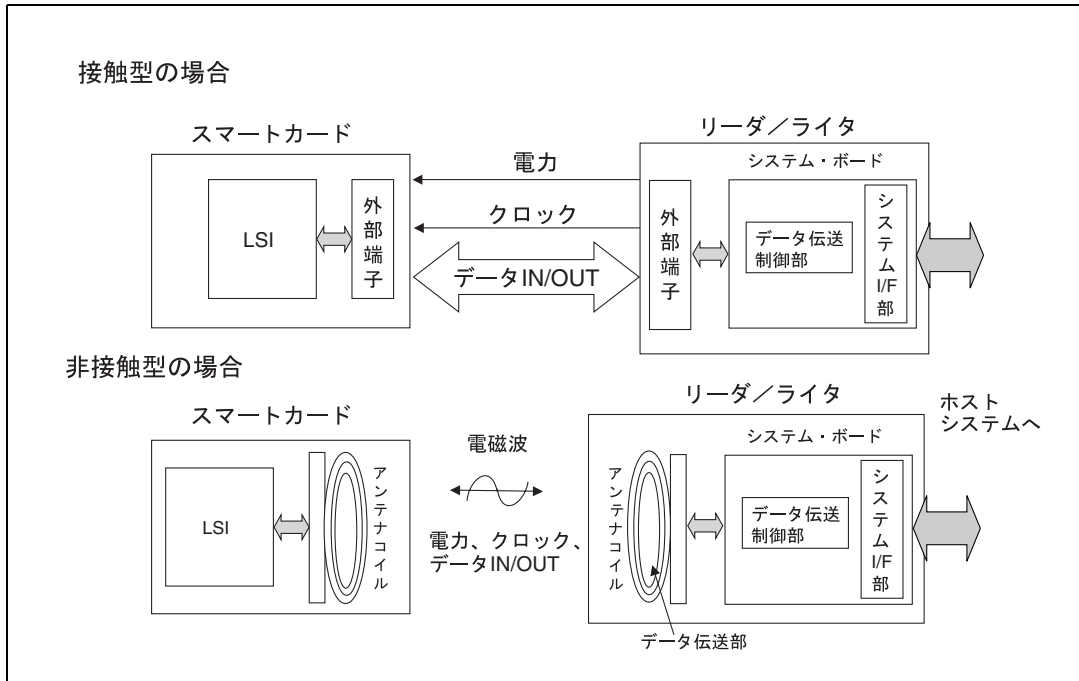 接触型の場合
スマートカード
リーダ／ライタ
システム・ボード
LSI
外部端子
電力
クロック
データIN/OUT
外部端子
データ伝送
制御部
システムI/F部
非接触型の場合
スマートカード
リーダ／ライタ
システム・ボード
ホスト
システムへ
LSI
アンテナコイル
電磁波
電力、クロック、
データIN/OUT
アンテナコイル
データ伝送
制御部
システムI/F部
データ伝送部